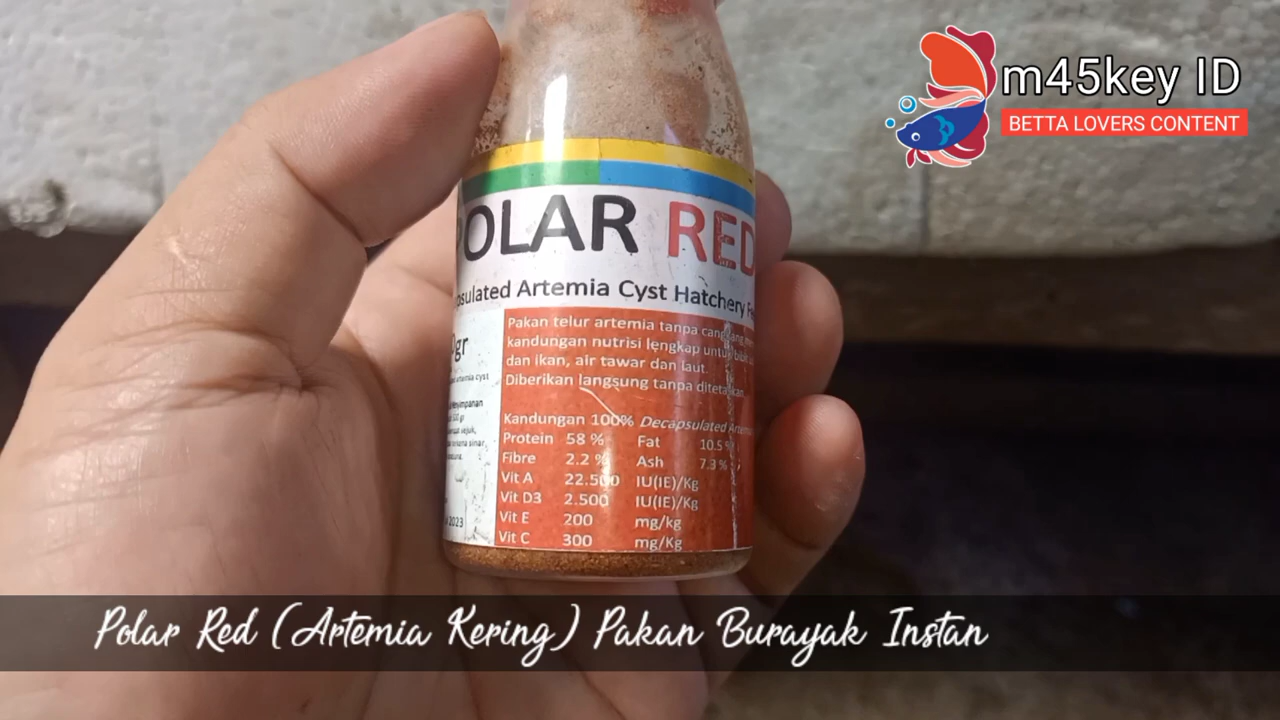 m45key ID
BETTA LOVERS CONTENT
POLAR RED
Artemia Cyst Hatchery
gr
artemia cyst
Pakan telur artemia tanpa
kandungan nutrisi lengkap untuk
dan ikan, air tawar dan laut.
Diberikan langsung tanpa ditetaskan
Kandungan 100% Decapsulated
Protein 58 % Fat 10.5 %
Fibre 2.2 % Ash 7.3 %
Vit A 22.500 IU(IE)/Kg
Vit D3 2.500 IU(IE)/Kg
Vit E 200 mg/kg
Vit C 300 mg/Kg
2023
Polar Red (Artemia Kering) Pakan Burayak Instan